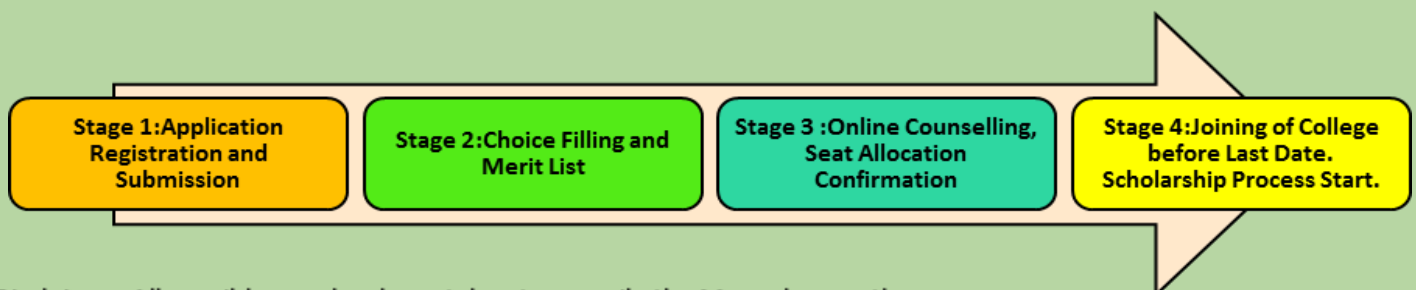 Stage 1:Application
Registration and
Submission
Stage 2:Choice Filling and
Merit List
Stage 3 :Online Counselling,
Seat Allocation
Confirmation
Stage 4:Joining of College
before Last Date.
Scholarship Process Start.